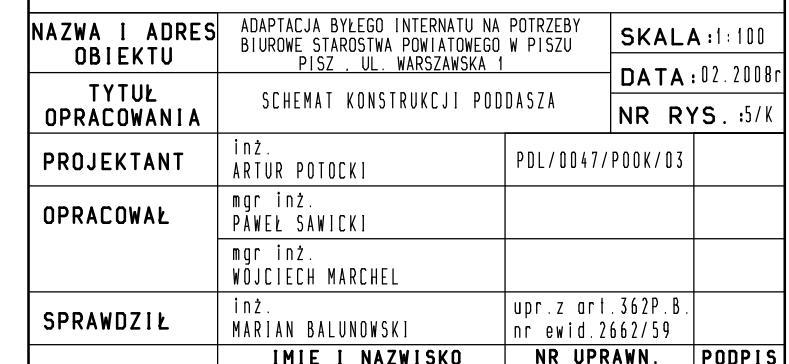 NAZWA I ADRES OBIEKTU
ADAPTACJA BYŁEGO INTERNATU NA POTRZEBY
BIUROWE STAROSTWA POWIATOWEGO W PISZU
PISZ , UL. WARSZAWSKA 1
SKALA:1:100
DATA:02.2008r
TYTUŁ OPRACOWANIA
SCHEMAT KONSTRUKCJI PODDASZA
NR RYS. :5/K
PROJEKTANT
inż.
ARTUR POTOCKI
PDL/0047/POOK/03
OPRACOWAŁ
mgr inż.
PAWEŁ SAWICKI
mgr inż.
WOJCIECH MARCHEL
SPRAWDZIŁ
inż.
MARIAN BALUNOWSKI
upr.z art.362P.B.
nr ewid.2662/59
IMIĘ I NAZWISKO
NR UPRAWN.
PODPIS